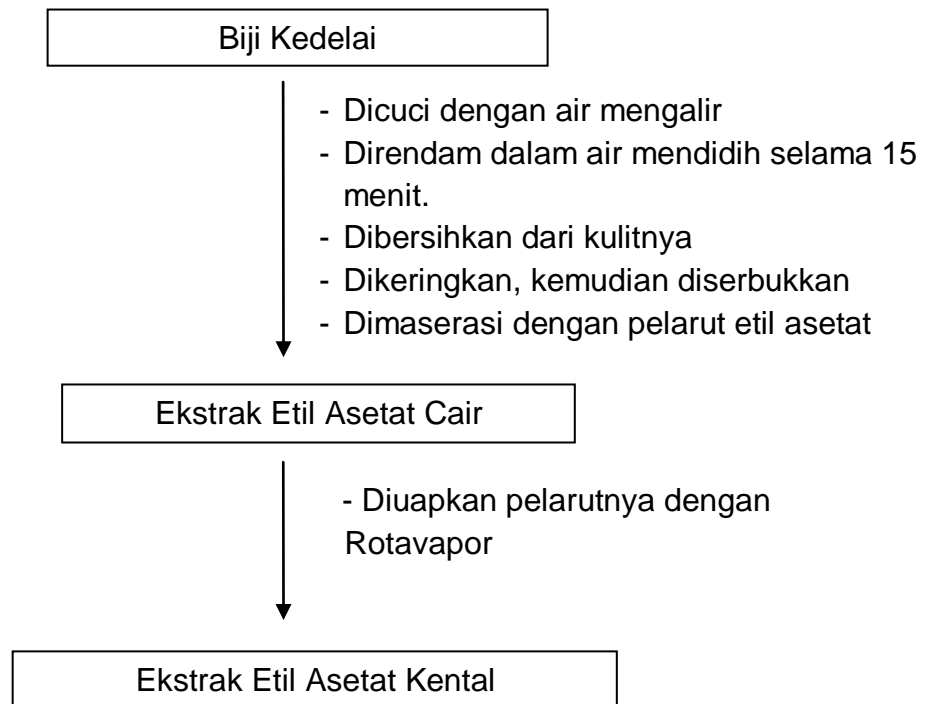 Biji Kedelai
- Dicuci dengan air mengalir
- Direndam dalam air mendidih selama 15
menit.
- Dibersihkan dari kulitnya
- Dikeringkan, kemudian diserbukkan
- Dimaserasi dengan pelarut etil asetat
Ekstrak Etil Asetat Cair
- Diuapkan pelarutnya dengan
Rotavapor
Ekstrak Etil Asetat Kental